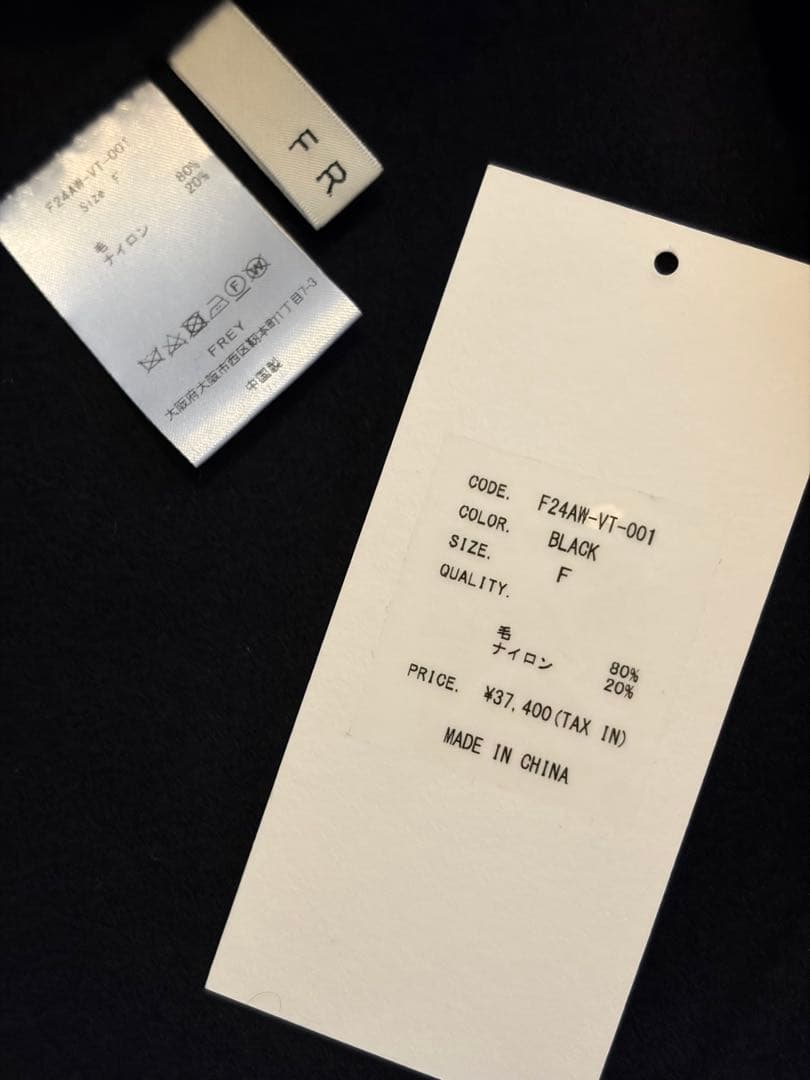 FR
F24AW-VT-001
Size F
毛 80%
ナイロン 20%
FREY
大阪府大阪市西区靱本町1丁目7-3
中国製
CODE. F24AW-VT-001
COLOR. BLACK
SIZE. F
QUALITY.
毛 80%
ナイロン 20%
PRICE. ¥37,400(TAX IN)
MADE IN CHINA